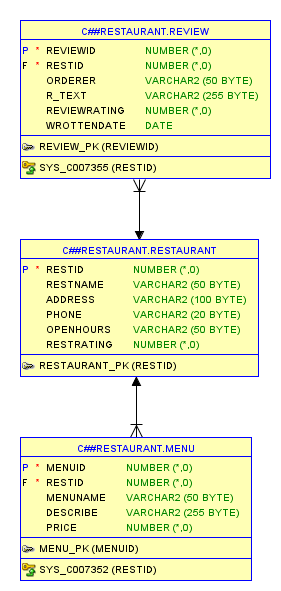 C##RESTAURANT.REVIEW
P * REVIEWID NUMBER (*,0)
F * RESTID NUMBER (*,0)
ORDERER VARCHAR2 (50 BYTE)
R_TEXT VARCHAR2 (255 BYTE)
REVIEWRATING NUMBER (*,0)
WROTTENDATE DATE
REVIEW_PK (REVIEWID)
SYS_C007355 (RESTID)
C##RESTAURANT.RESTAURANT
P * RESTID NUMBER (*,0)
RESTNAME VARCHAR2 (50 BYTE)
ADDRESS VARCHAR2 (100 BYTE)
PHONE VARCHAR2 (20 BYTE)
OPENHOURS VARCHAR2 (50 BYTE)
RESTRATING NUMBER (*,0)
RESTAURANT_PK (RESTID)
C##RESTAURANT.MENU
P * MENUID NUMBER (*,0)
F * RESTID NUMBER (*,0)
MENUNAME VARCHAR2 (50 BYTE)
DESCRIBE VARCHAR2 (255 BYTE)
PRICE NUMBER (*,0)
MENU_PK (MENUID)
SYS_C007352 (RESTID)